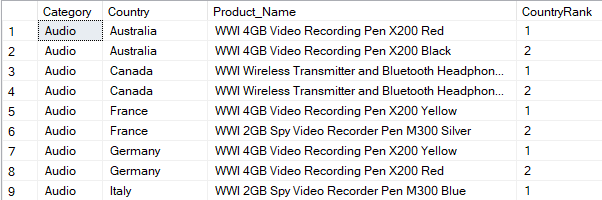 Category Country Product_Name CountryRank
1 Audio Australia WWI 4GB Video Recording Pen X200 Red 1
2 Audio Australia WWI 4GB Video Recording Pen X200 Black 2
3 Audio Canada WWI Wireless Transmitter and Bluetooth Headphon... 1
4 Audio Canada WWI Wireless Transmitter and Bluetooth Headphon... 2
5 Audio France WWI 4GB Video Recording Pen X200 Yellow 1
6 Audio France WWI 2GB Spy Video Recorder Pen M300 Silver 2
7 Audio Germany WWI 4GB Video Recording Pen X200 Yellow 1
8 Audio Germany WWI 4GB Video Recording Pen X200 Red 2
9 Audio Italy WWI 2GB Spy Video Recorder Pen M300 Blue 1